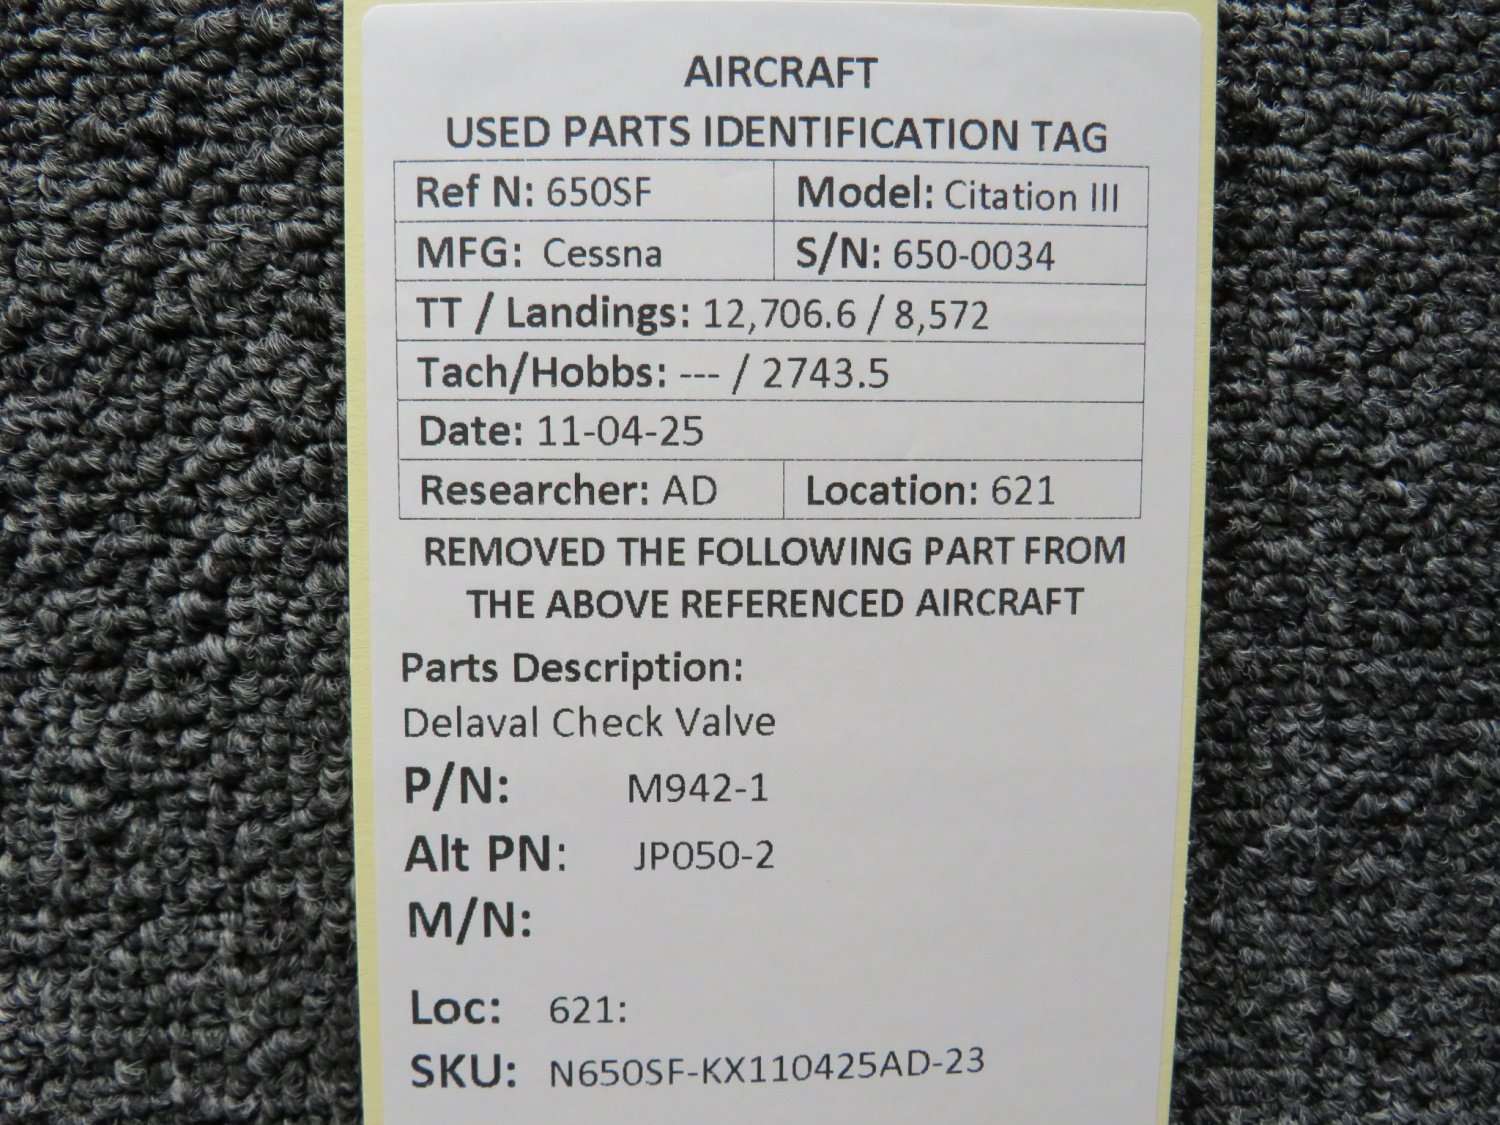 AIRCRAFT
USED PARTS IDENTIFICATION TAG
Ref N: 650SF Model: Citation III
MFG: Cessna S/N: 650-0034
TT / Landings: 12,706.6 / 8,572
Tach/Hobbs: --- / 2743.5
Date: 11-04-25
Researcher: AD Location: 621
REMOVED THE FOLLOWING PART FROM
THE ABOVE REFERENCED AIRCRAFT
Parts Description:
Delaval Check Valve
P/N: M942-1
Alt PN: JP050-2
M/N:
Loc: 621:
SKU: N650SF-KX110425AD-23